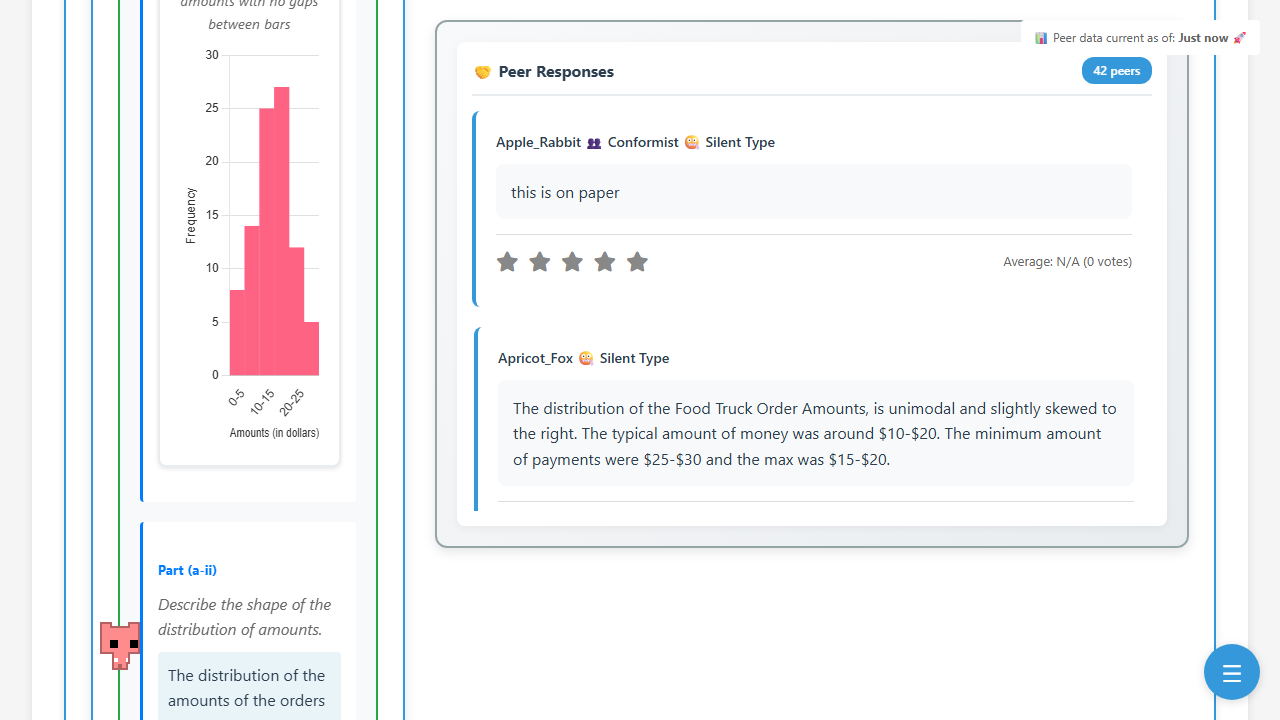 amounts with no gaps
between bars
30
25
20
15
10
5
0
Frequency
0-5
10-15
20-25
Amounts (in dollars)
Part (a-ii)
Describe the shape of the
distribution of amounts.
The distribution of the
amounts of the orders
📊 Peer data current as of: Just now 🚀
🤝 Peer Responses
42 peers
Apple_Rabbit 👥 Conformist 🤪 Silent Type
this is on paper
Average: N/A (0 votes)
Apricot_Fox 🤪 Silent Type
The distribution of the Food Truck Order Amounts, is unimodal and slightly skewed to
the right. The typical amount of money was around $10-$20. The minimum amount
of payments were $25-$30 and the max was $15-$20.